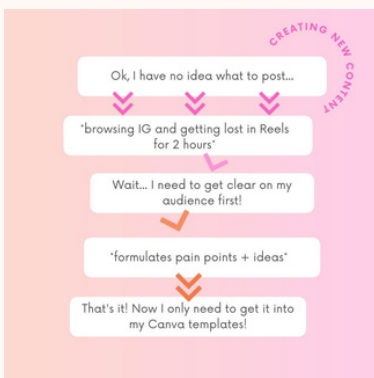 CREATING NEW CONTENT
Ok, I have no idea what to post...
*browsing IG and getting lost in Reels
for 2 hours*
Wait... I need to get clear on my
audience first!
*formulates pain points + ideas*
That's it! Now I only need to get it into
my Canva templates!